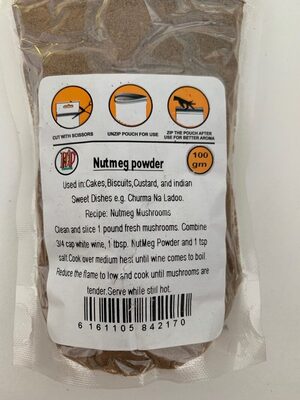 CUT WITH SCISSORS
UNZIP POUCH FOR USE
ZIP THE POUCH AFTER
USE FOR BETTER AROMA
Nutmeg powder
100
gm
Used in:Cakes,Biscuits,Custard, and indian
Sweet Dishes e.g. Churma Na Ladoo.
Recipe: Nutmeg Mushrooms
Clean and slice 1 pound fresh mushrooms. Combine
3/4 cap white wine, 1 tbsp. NutMeg Powder and 1 tsp
salt.Cook over medium heat until wine comes to boil.
Reduce the flame to low and cook until mushrooms are
tender.Serve while still hot.
6 161105 842170